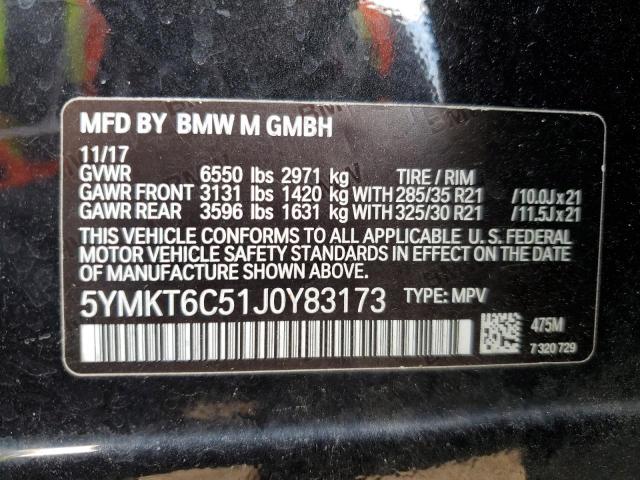 MFD BY BMW M GMBH
11/17
GVWR 6550 lbs 2971 kg TIRE / RIM
GAWR FRONT 3131 lbs 1420 kg WITH 285/35 R21 /10.0J x 21
GAWR REAR 3596 lbs 1631 kg WITH 325/30 R21 /11.5J x 21
THIS VEHICLE CONFORMS TO ALL APPLICABLE U. S. FEDERAL
MOTOR VEHICLE SAFETY STANDARDS IN EFFECT ON THE
DATE OF MANUFACTURE SHOWN ABOVE.
5YMKT6C51J0Y83173 TYPE: MPV
475M
7 320 729